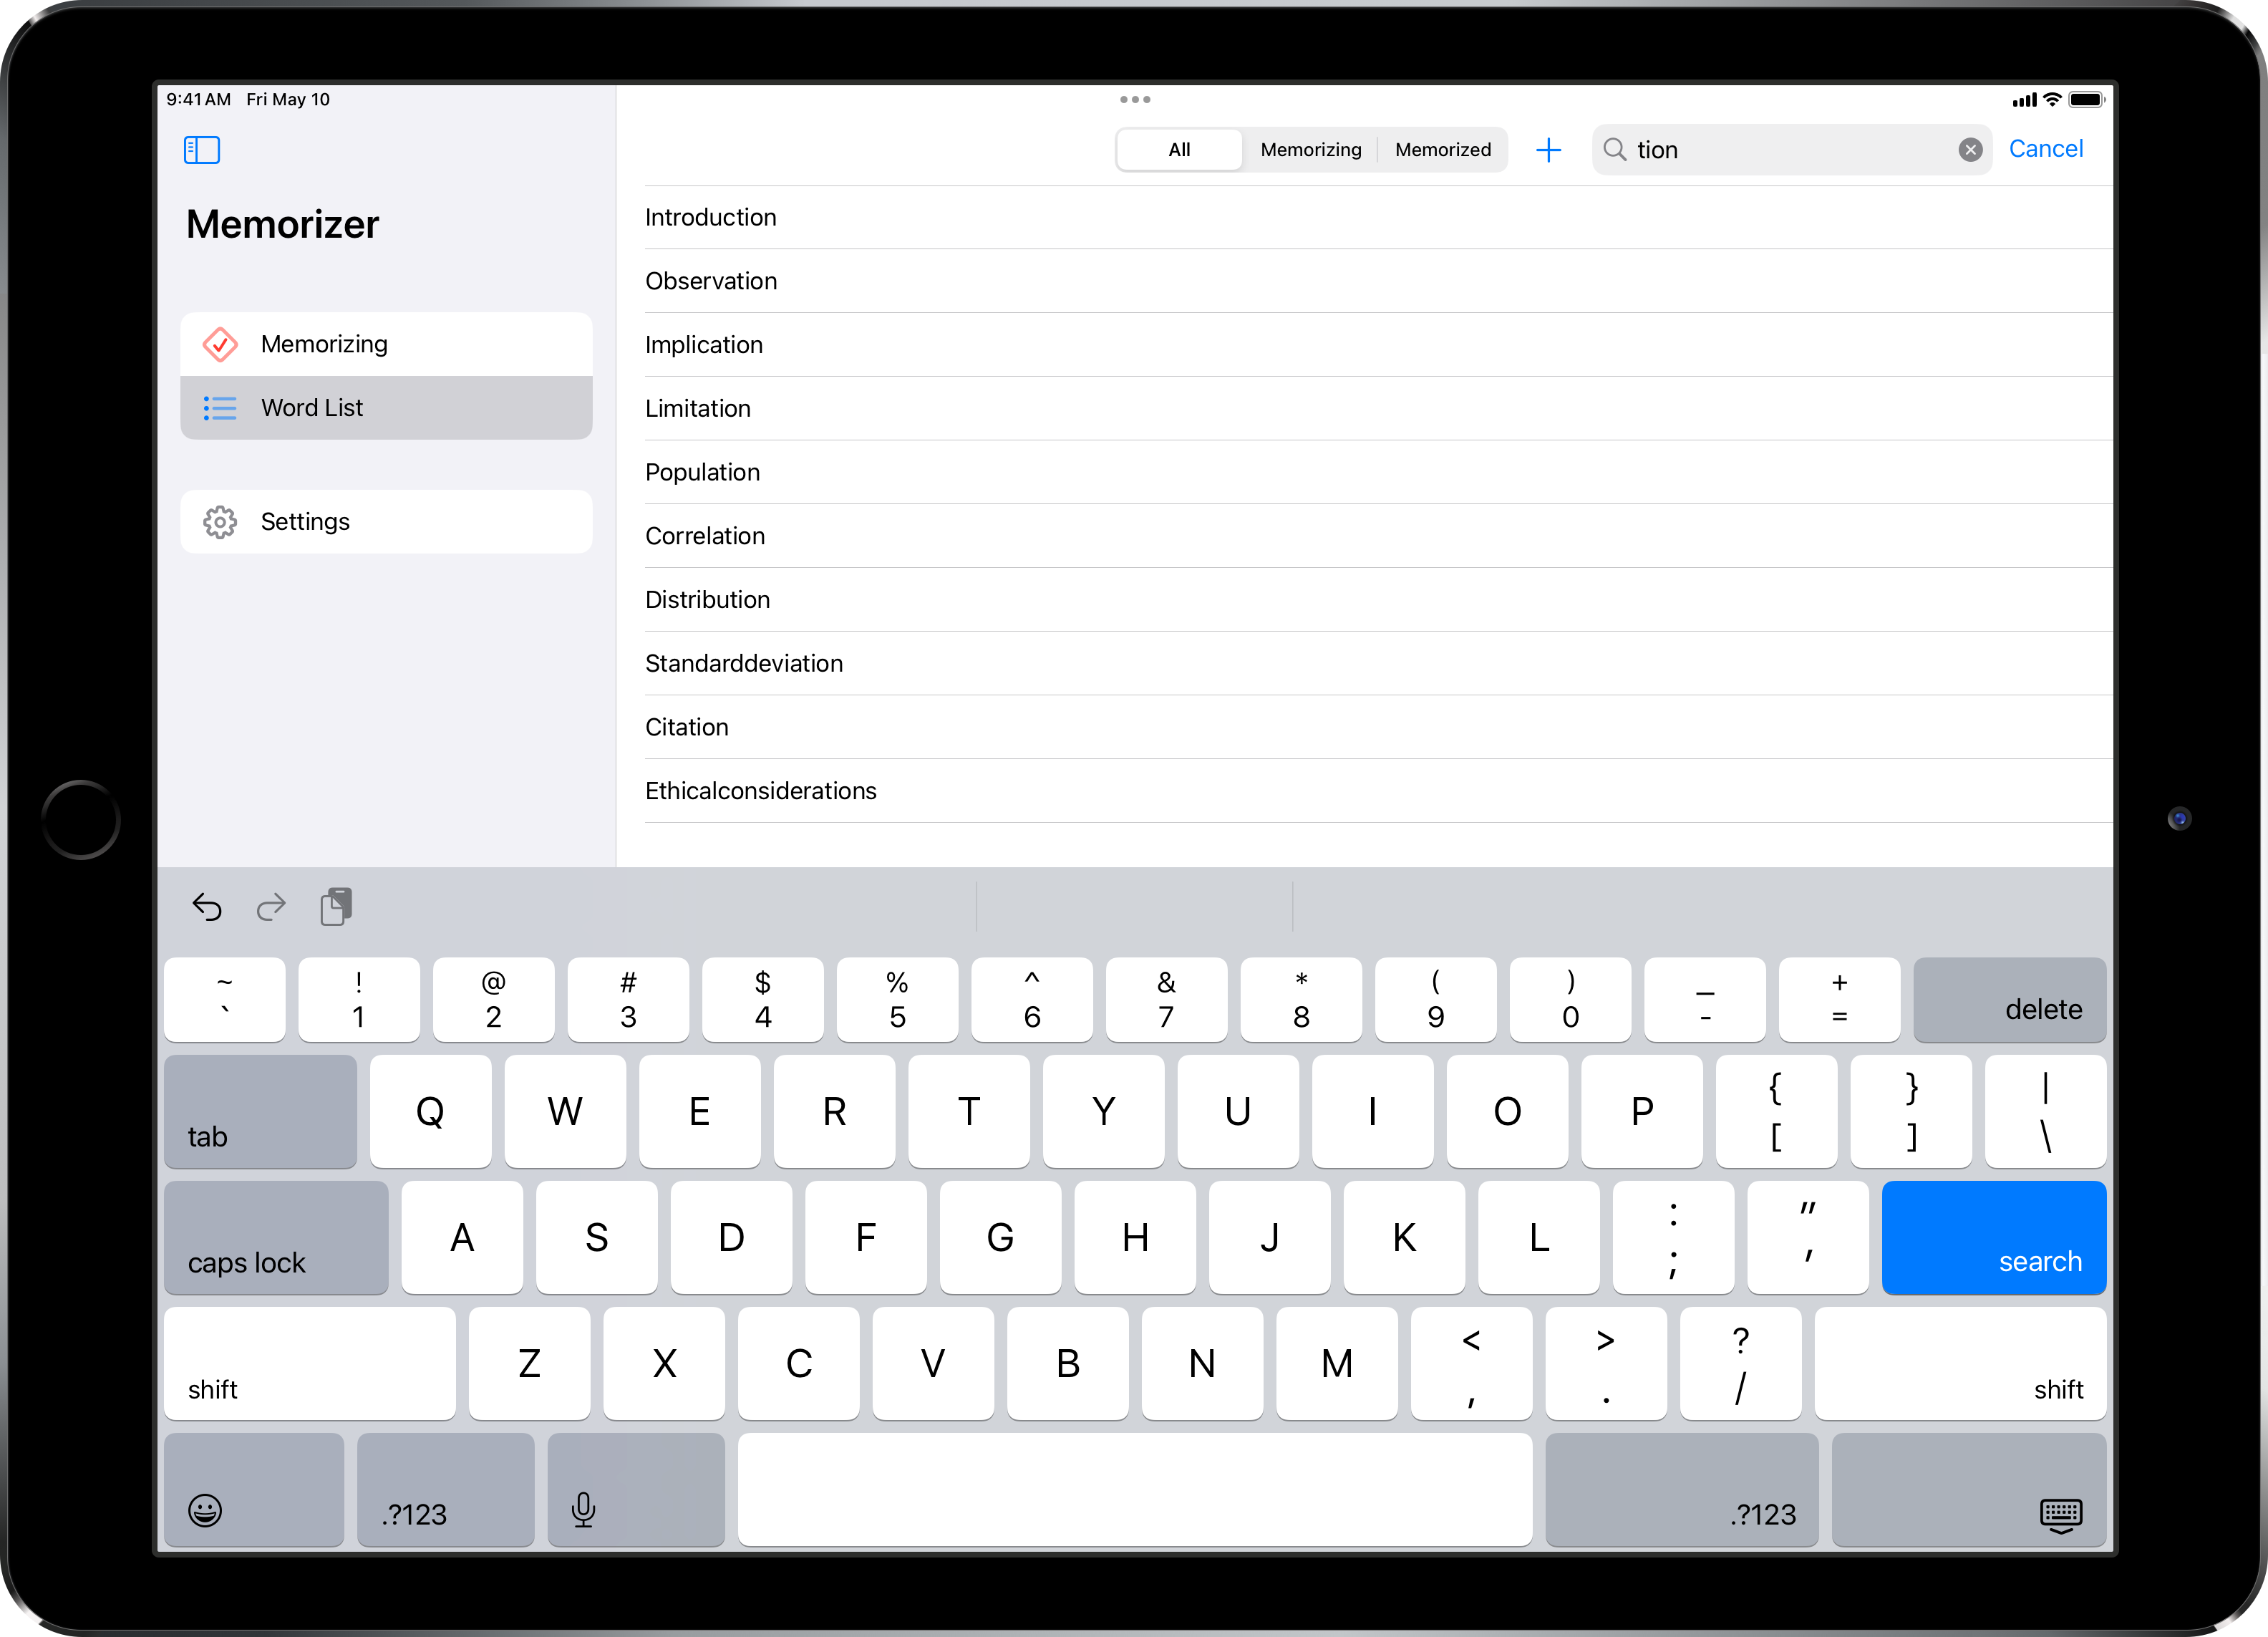 9:41 AM Fri May 10
Memorizer
Memorizing
Word List
Settings
All Memorizing Memorized
tion
Cancel
Introduction
Observation
Implication
Limitation
Population
Correlation
Distribution
Standarddeviation
Citation
Ethicalconsiderations
~ ! @ # $ % ^ & * ( ) _ +
` 1 2 3 4 5 6 7 8 9 0 - = delete
tab Q W E R T Y U I O P { [ } ] | \
caps lock A S D F G H J K L : ; " ' search
shift Z X C V B N M < , > . ? / shift
.?123 .?123